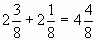 2 3/8 + 2 1/8 = 4 4/8